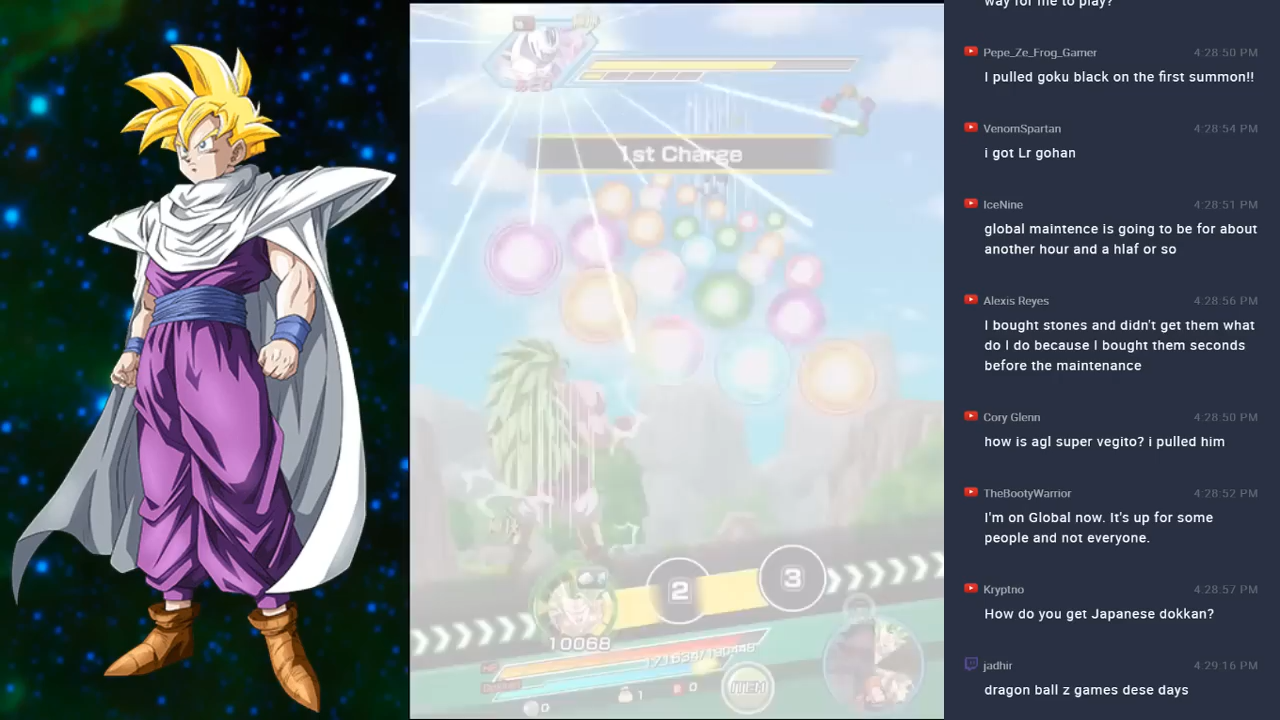 way for me to play?
Pepe_Ze_Frog_Gamer 4:28:50 PM
I pulled goku black on the first summon!!
VenomSpartan 4:28:54 PM
i got Lr gohan
IceNine 4:28:51 PM
global maintence is going to be for about
another hour and a hlaf or so
Alexis Reyes 4:28:56 PM
I bought stones and didn't get them what
do I do because I bought them seconds
before the maintenance
Cory Glenn 4:28:50 PM
how is agl super vegito? i pulled him
TheBootyWarrior 4:28:52 PM
I'm on Global now. It's up for some
people and not everyone.
Kryptno 4:28:57 PM
How do you get Japanese dokkan?
jadhir 4:29:16 PM
dragon ball z games dese days
1st Charge
2
3
10068
HP
171634/190448
ITEM
0
1
0